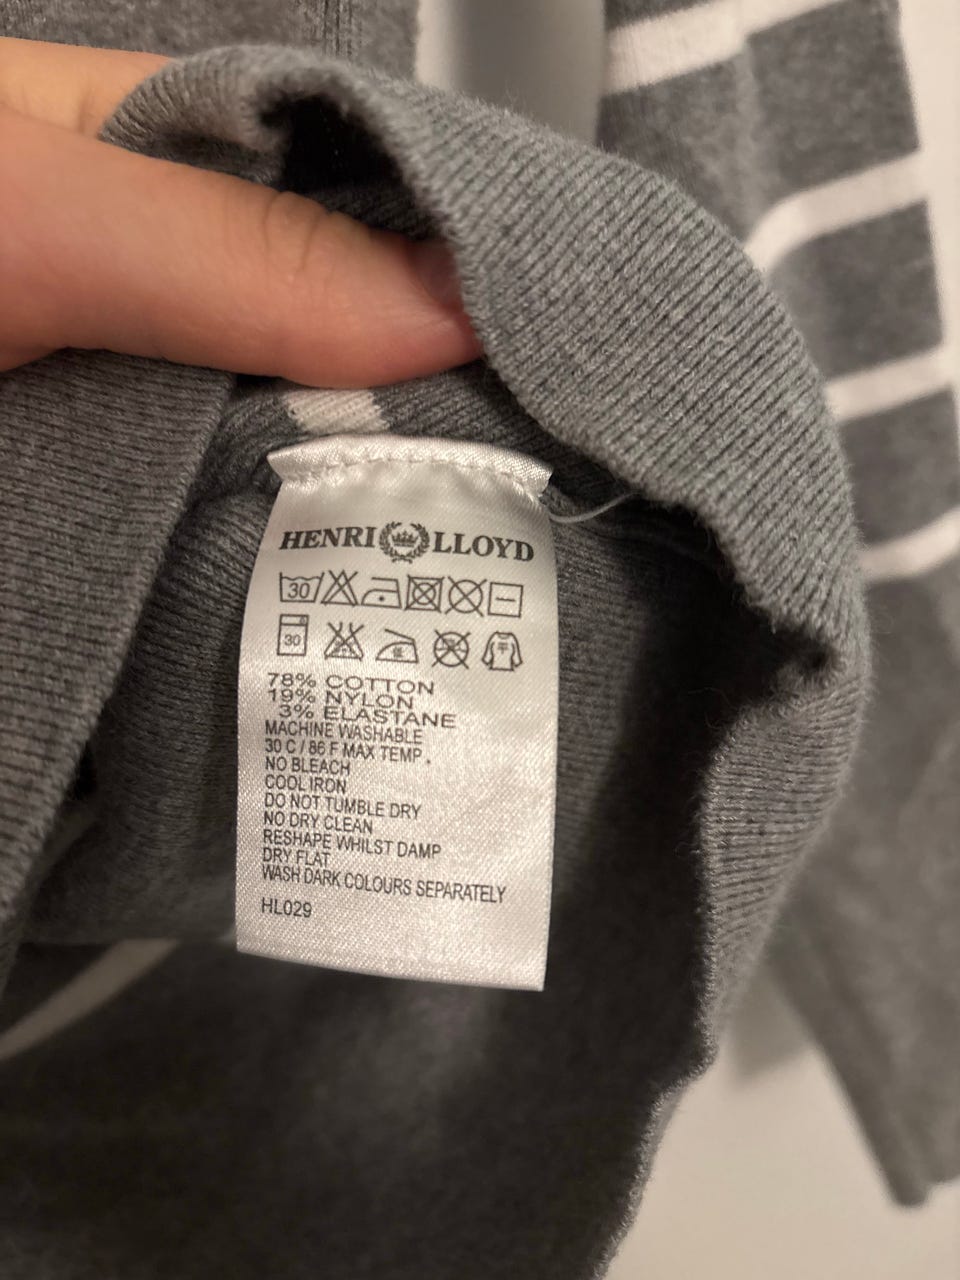 HENRI LLOYD
30
30
78% COTTON
19% NYLON
3% ELASTANE
MACHINE WASHABLE
30 C / 86 F MAX TEMP.
NO BLEACH
COOL IRON
DO NOT TUMBLE DRY
NO DRY CLEAN
RESHAPE WHILST DAMP
DRY FLAT
WASH DARK COLOURS SEPARATELY
HL029